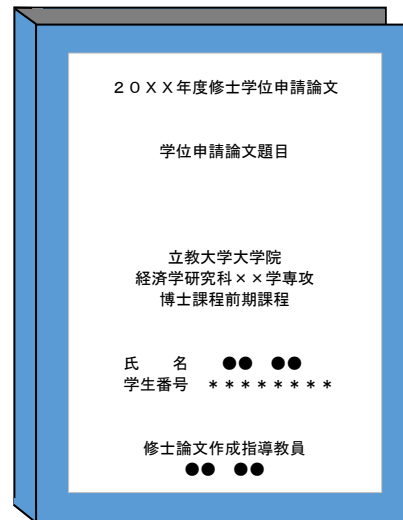 ２０ＸＸ年度修士学位申請論文
学位申請論文題目
立教大学大学院
経済学研究科××学専攻
博士課程前期課程
氏　　名　　●●　●●
学生番号　＊＊＊＊＊＊＊＊
修士論文作成指導教員
●●　●●